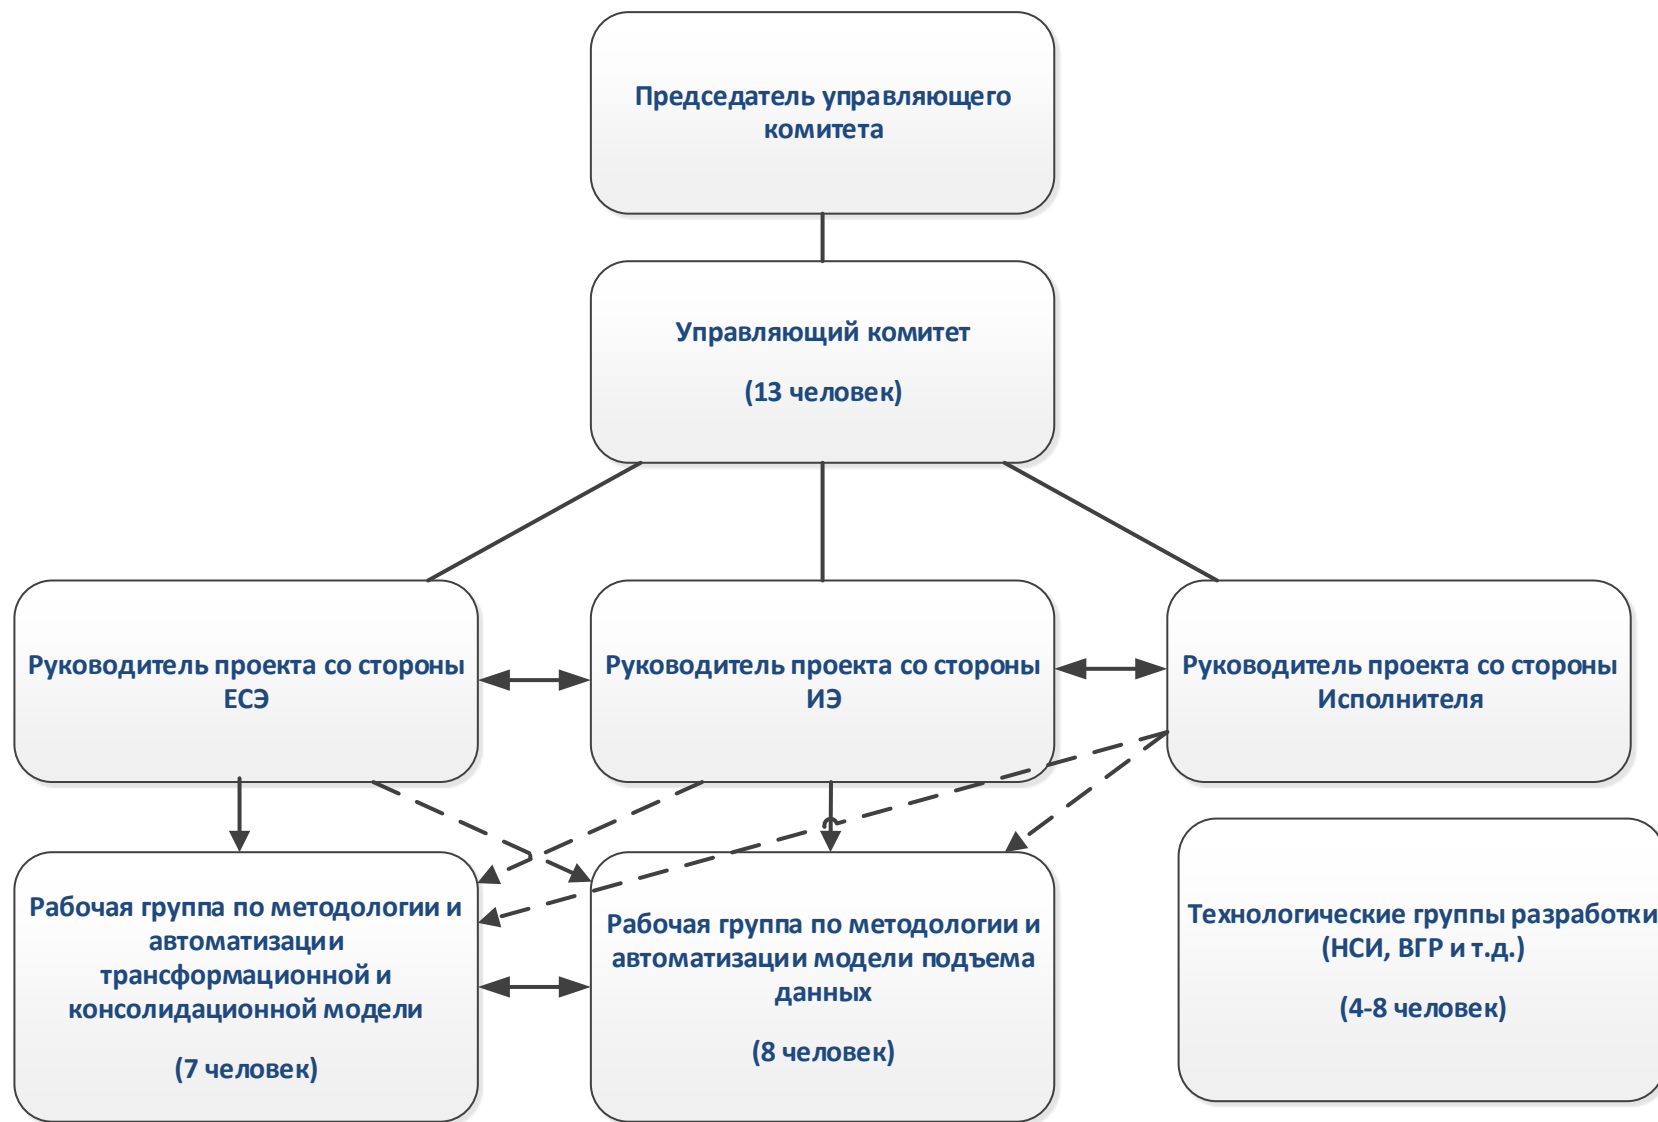 Председатель управляющего
комитета
Управляющий комитет
(13 человек)
Руководитель проекта со стороны
ЕСЭ
Руководитель проекта со стороны
ИЭ
Руководитель проекта со стороны
Исполнителя
Рабочая группа по методологии и
автоматизации
трансформационной и
консолидационной модели
(7 человек)
Рабочая группа по методологии и
автоматизации модели подъема
данных
(8 человек)
Технологические группы разработки
(НСИ, ВГР и т.д.)
(4-8 человек)